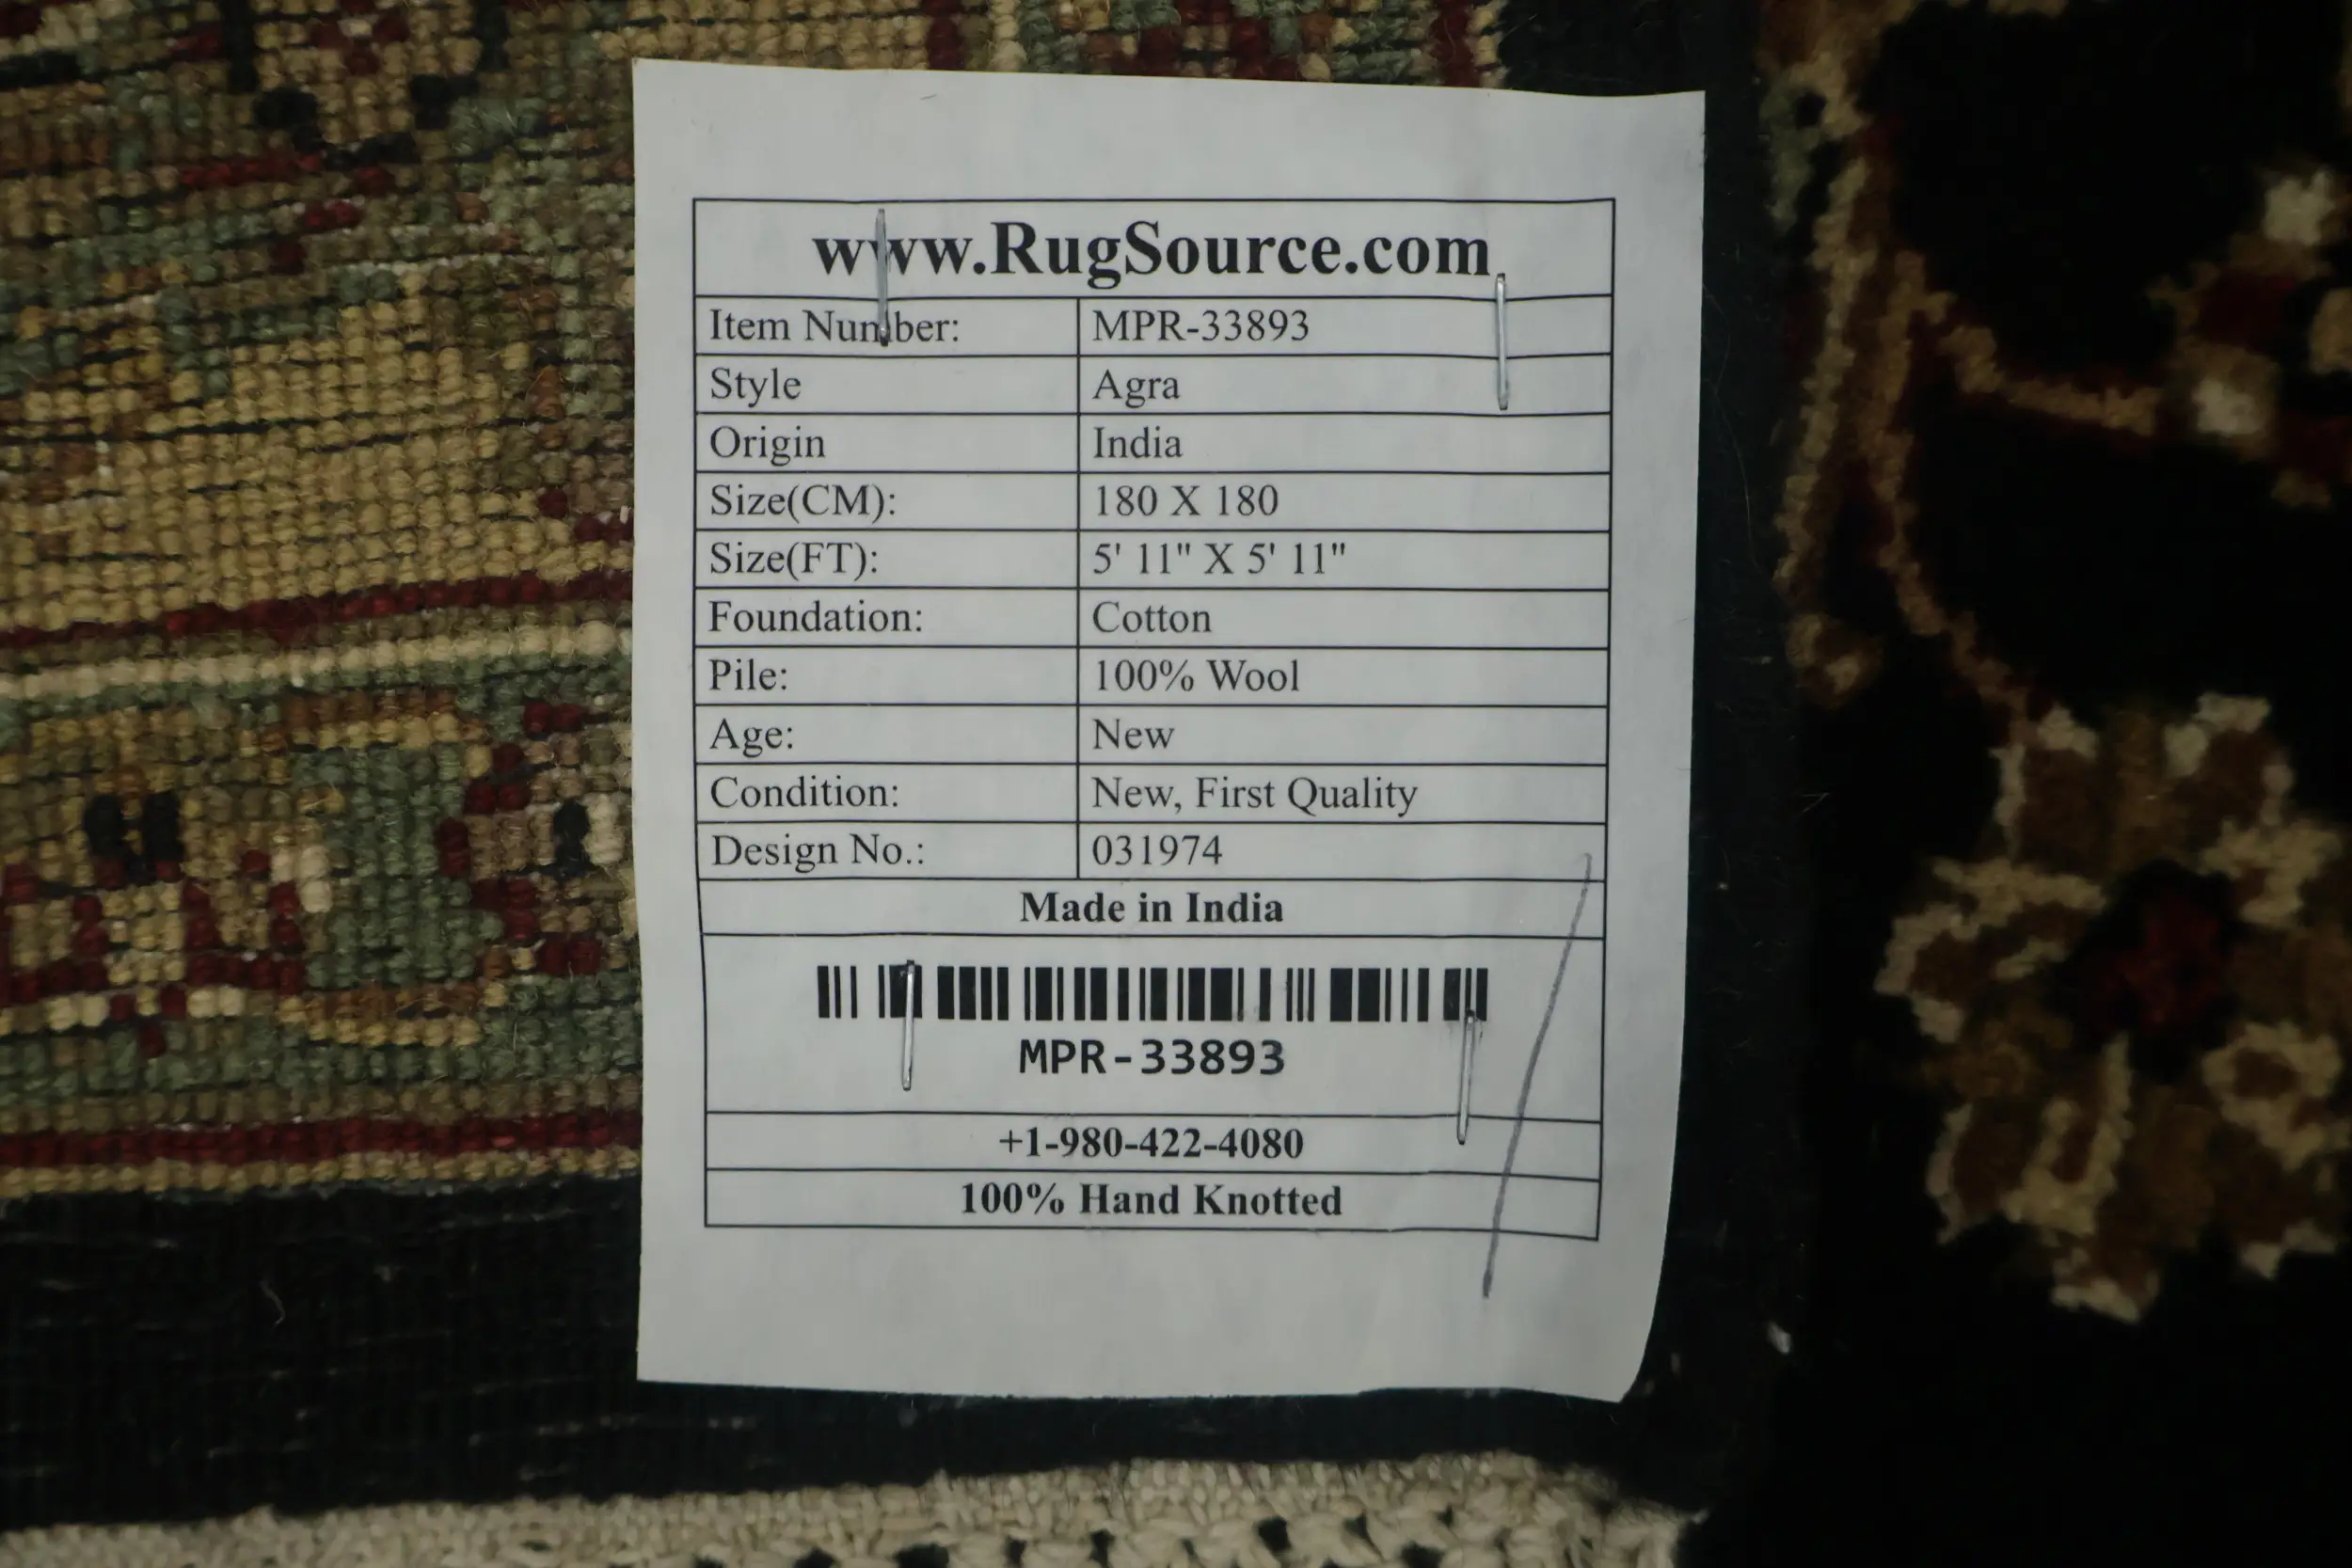 www.RugSource.com
Item Number: MPR-33893
Style Agra
Origin India
Size(CM): 180 X 180
Size(FT): 5' 11" X 5' 11"
Foundation: Cotton
Pile: 100% Wool
Age: New
Condition: New, First Quality
Design No.: 031974
Made in India
MPR-33893
+1-980-422-4080
100% Hand Knotted